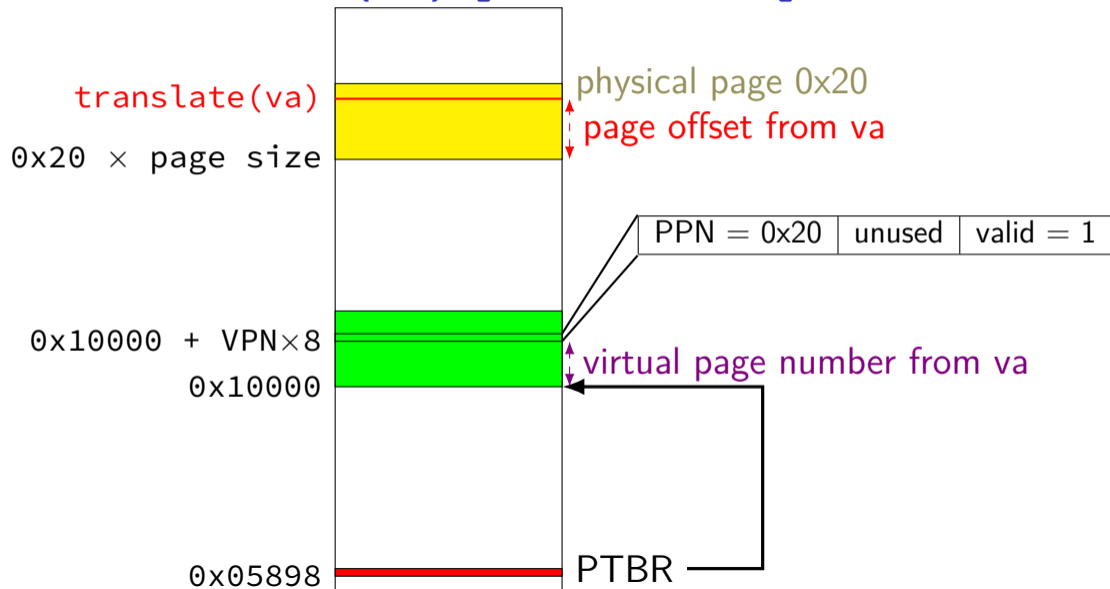 translate(va)
physical page 0x20
page offset from va
0x20 × page size
PPN = 0x20 unused valid = 1
0x10000 + VPN×8
virtual page number from va
0x10000
PTBR
0x05898